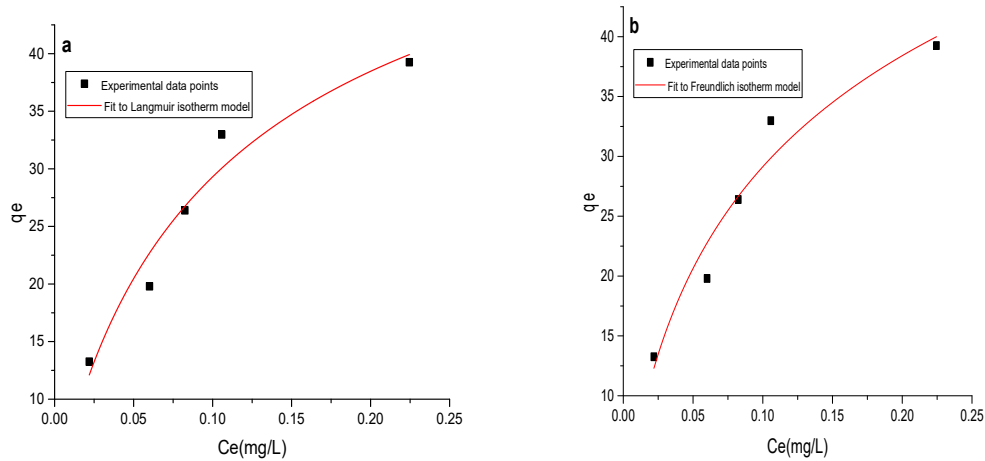 a
40
35
30
25
20
15
10
qe
Experimental data points
Fit to Langmuir isotherm model
0.00 0.05 0.10 0.15 0.20 0.25
Ce(mg/L)
b
40
35
30
25
20
15
10
qe
Experimental data points
Fit to Freundlich isotherm model
0.00 0.05 0.10 0.15 0.20 0.25
Ce(mg/L)